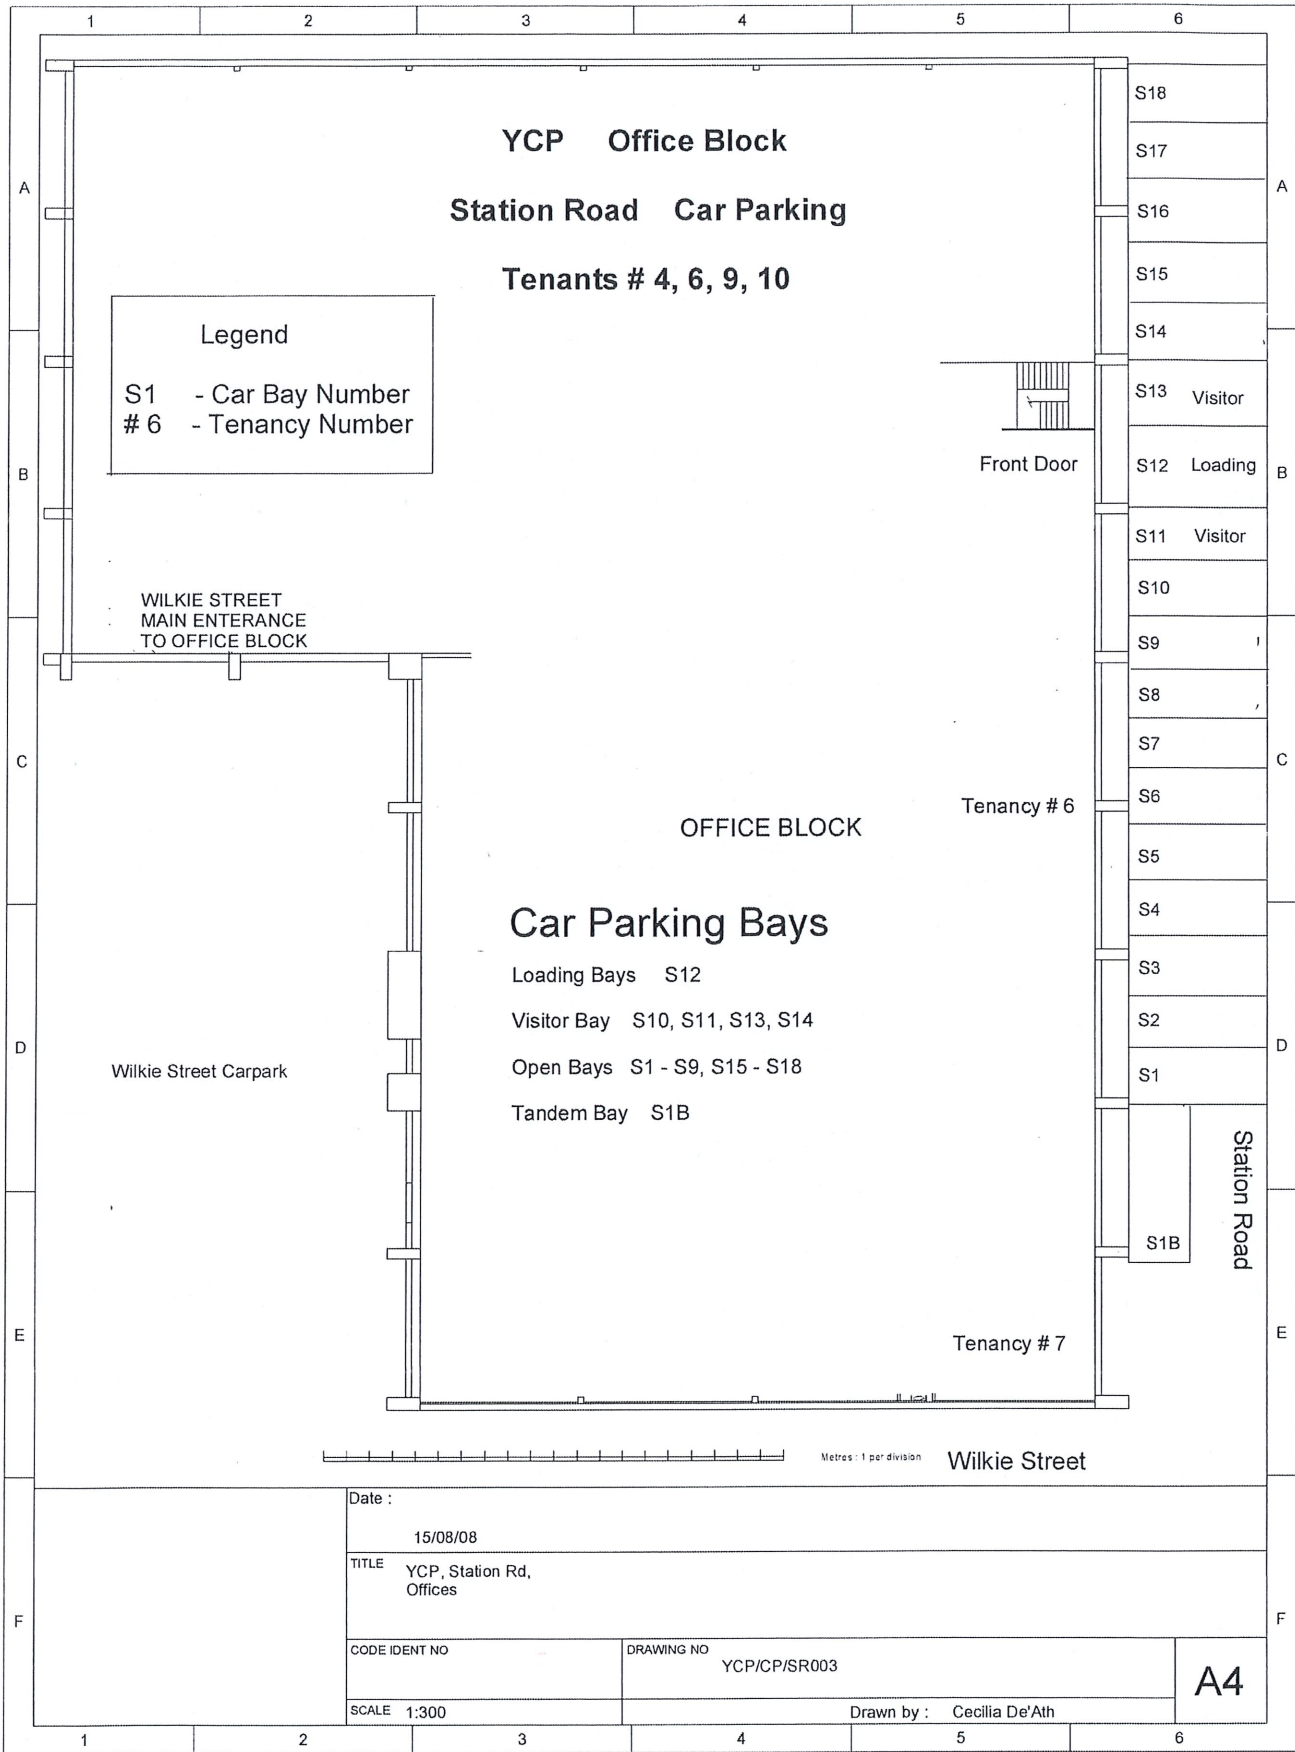 1 2 3 4 5 6
YCP Office Block
Station Road Car Parking
Tenants # 4, 6, 9, 10
Legend
S1 - Car Bay Number
# 6 - Tenancy Number
WILKIE STREET
MAIN ENTERANCE
TO OFFICE BLOCK
Front Door
S18
S17
S16
S15
S14
S13 Visitor
S12 Loading
S11 Visitor
S10
S9
S8
S7
S6
S5
S4
S3
S2
S1
S1B
Station Road
Tenancy # 6
OFFICE BLOCK
Car Parking Bays
Loading Bays S12
Visitor Bay S10, S11, S13, S14
Open Bays S1 - S9, S15 - S18
Tandem Bay S1B
Wilkie Street Carpark
Tenancy # 7
Metres : 1 per division
Wilkie Street
A
B
C
D
E
F
A
B
C
D
E
F
Date :
15/08/08
TITLE
YCP, Station Rd,
Offices
CODE IDENT NO
DRAWING NO
YCP/CP/SR003
A4
SCALE 1:300
Drawn by : Cecilia De'Ath
1 2 3 4 5 6